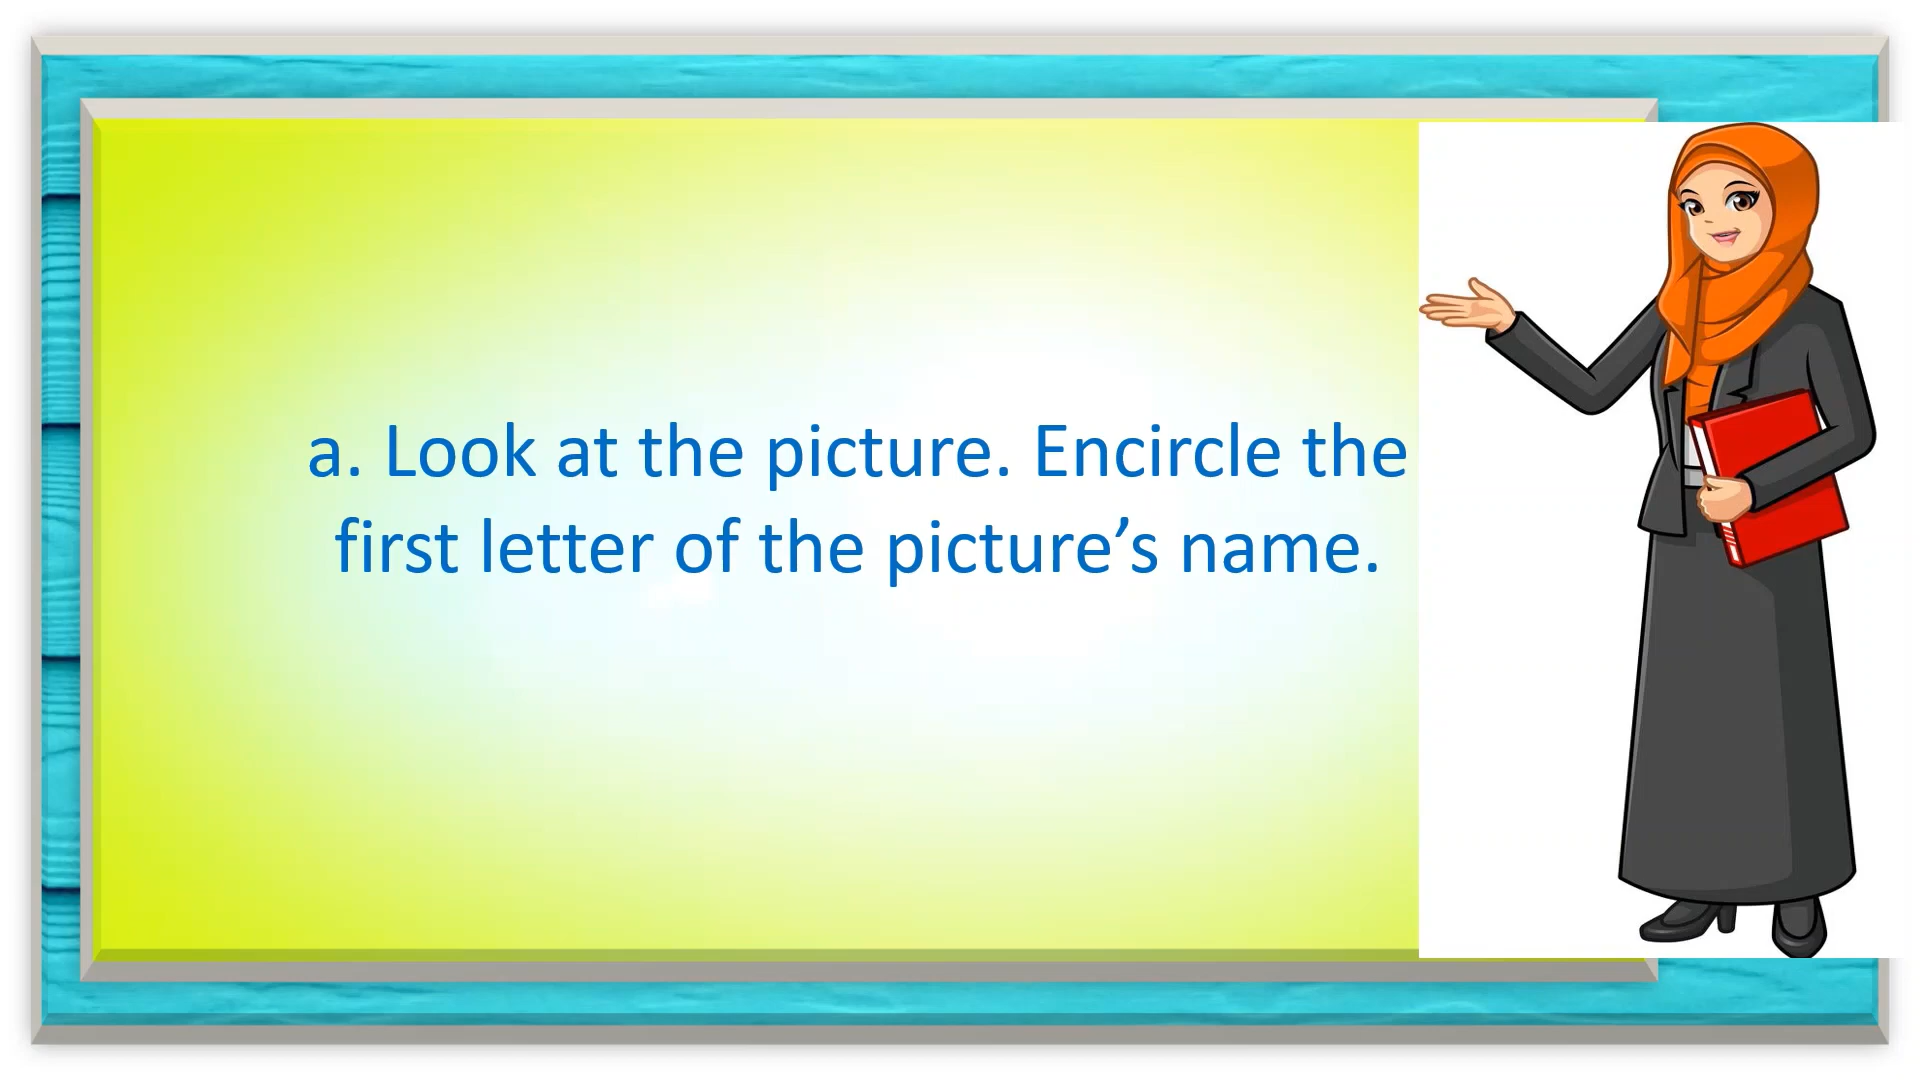 a. Look at the picture. Encircle the
first letter of the picture’s name.